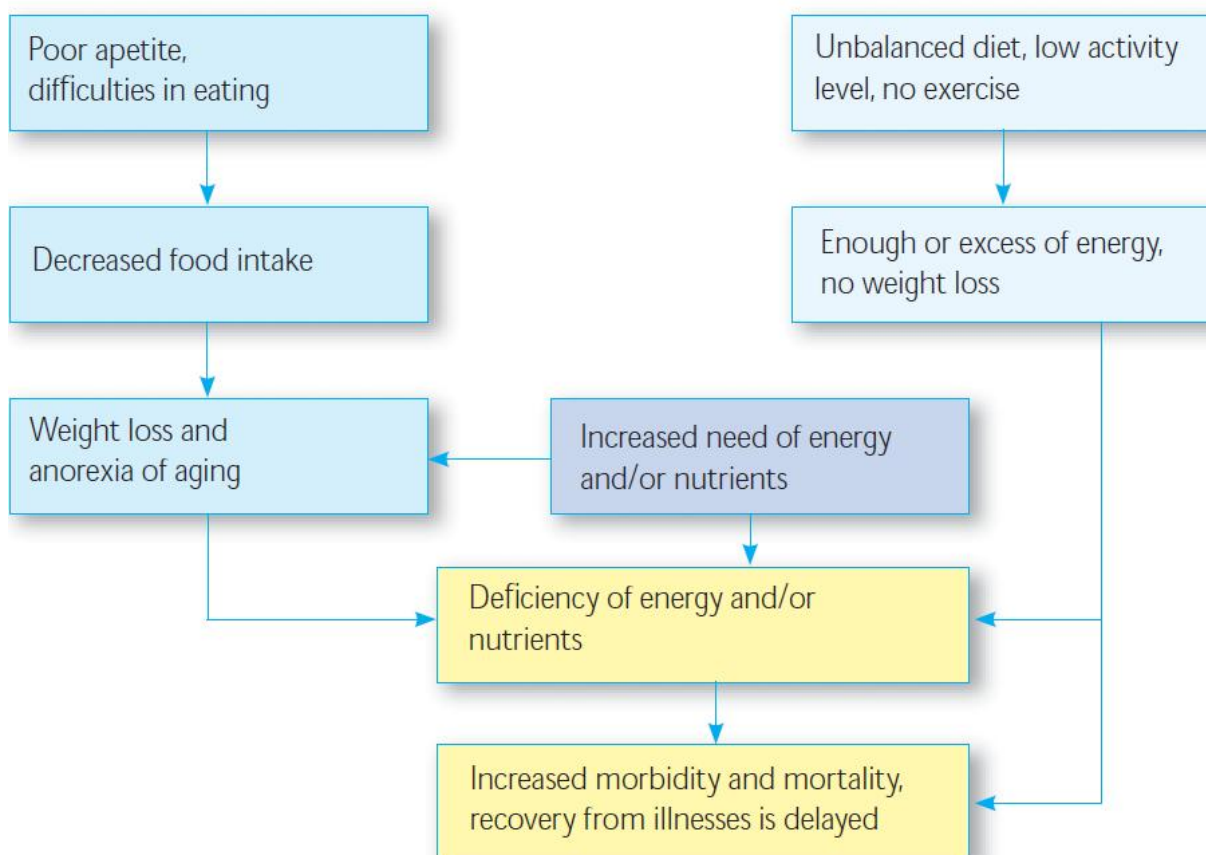 Poor apetite,
difficulties in eating
Unbalanced diet, low activity
level, no exercise
Decreased food intake
Enough or excess of energy,
no weight loss
Weight loss and
anorexia of aging
Increased need of energy
and/or nutrients
Deficiency of energy and/or
nutrients
Increased morbidity and mortality,
recovery from illnesses is delayed